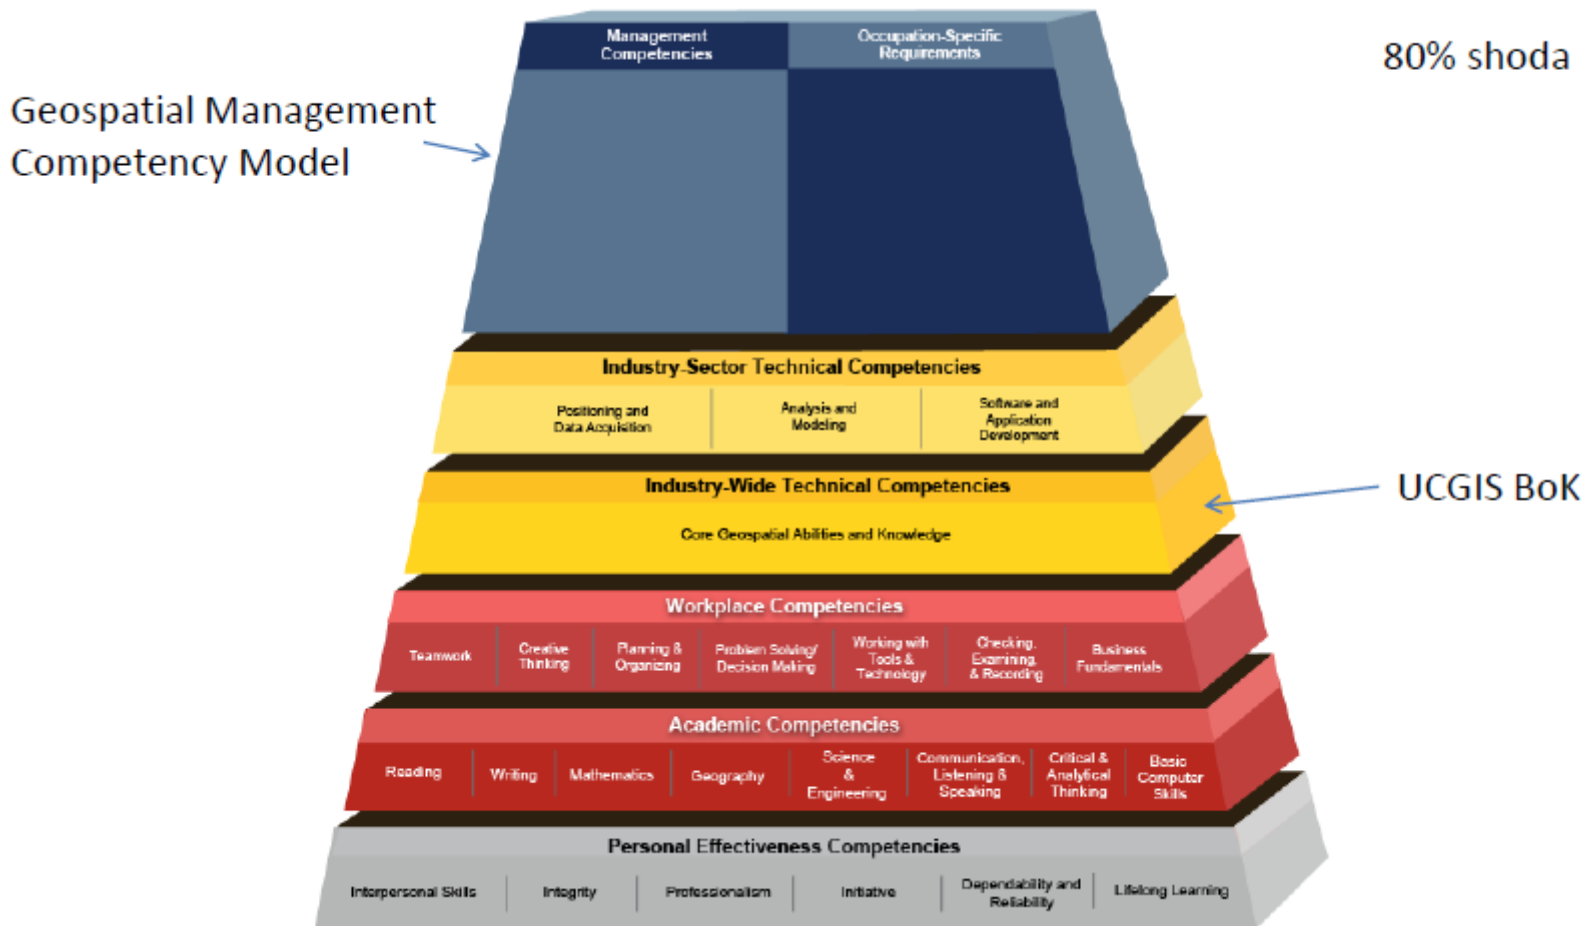 Management
Competencies
Occupation-Specific
Requirements
80% shoda
Geospatial Management
Competency Model
Industry-Sector Technical Competencies
Positioning and
Data Acquisition
Analysis and
Modeling
Software and
Application
Development
Industry-Wide Technical Competencies
UCGIS BoK
Core Geospatial Abilities and Knowledge
Workplace Competencies
Teamwork
Creative
Thinking
Planning &
Organizing
Problem Solving/
Decision Making
Working with
Tools &
Technology
Checking,
Examining,
& Recording
Business
Fundamentals
Academic Competencies
Reading
Writing
Mathematics
Geography
Science
&
Engineering
Communication,
Listening &
Speaking
Critical &
Analytical
Thinking
Basic
Computer
Skills
Personal Effectiveness Competencies
Interpersonal Skills
Integrity
Professionalism
Initiative
Dependability and
Reliability
Lifelong Learning